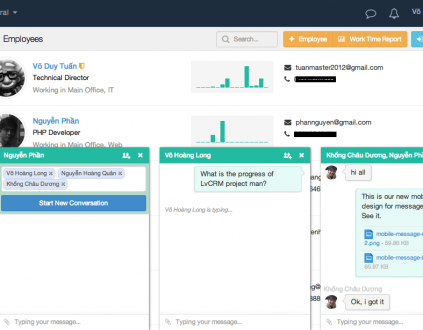 ral
Võ
Employees
Search...
+ Employee
Work Time Report
Võ Duy Tuấn
Technical Director
Working in Main Office, IT
tuanmaster2012@gmail.com
Nguyễn Phần
PHP Developer
Working in Main Office, Web
phannguyen@gmail.com
Nguyễn Phần
Võ Hoàng Long ×
Nguyễn Hoàng Quân ×
Khổng Châu Dương ×
Start New Conversation
Typing your message...
Võ Hoàng Long
What is the progress of
LvCRM project man?
Võ Hoàng Long is typing...
Typing your message...
Khổng Châu Dương, Nguyễn Phầ
hi all
This is our new mob
design for message
See it.
mobile-message-
2.png - 59.86 KB
mobile-message-
65.97 KB
Khổng Châu Dương
Ok, i got it
Typing your message...